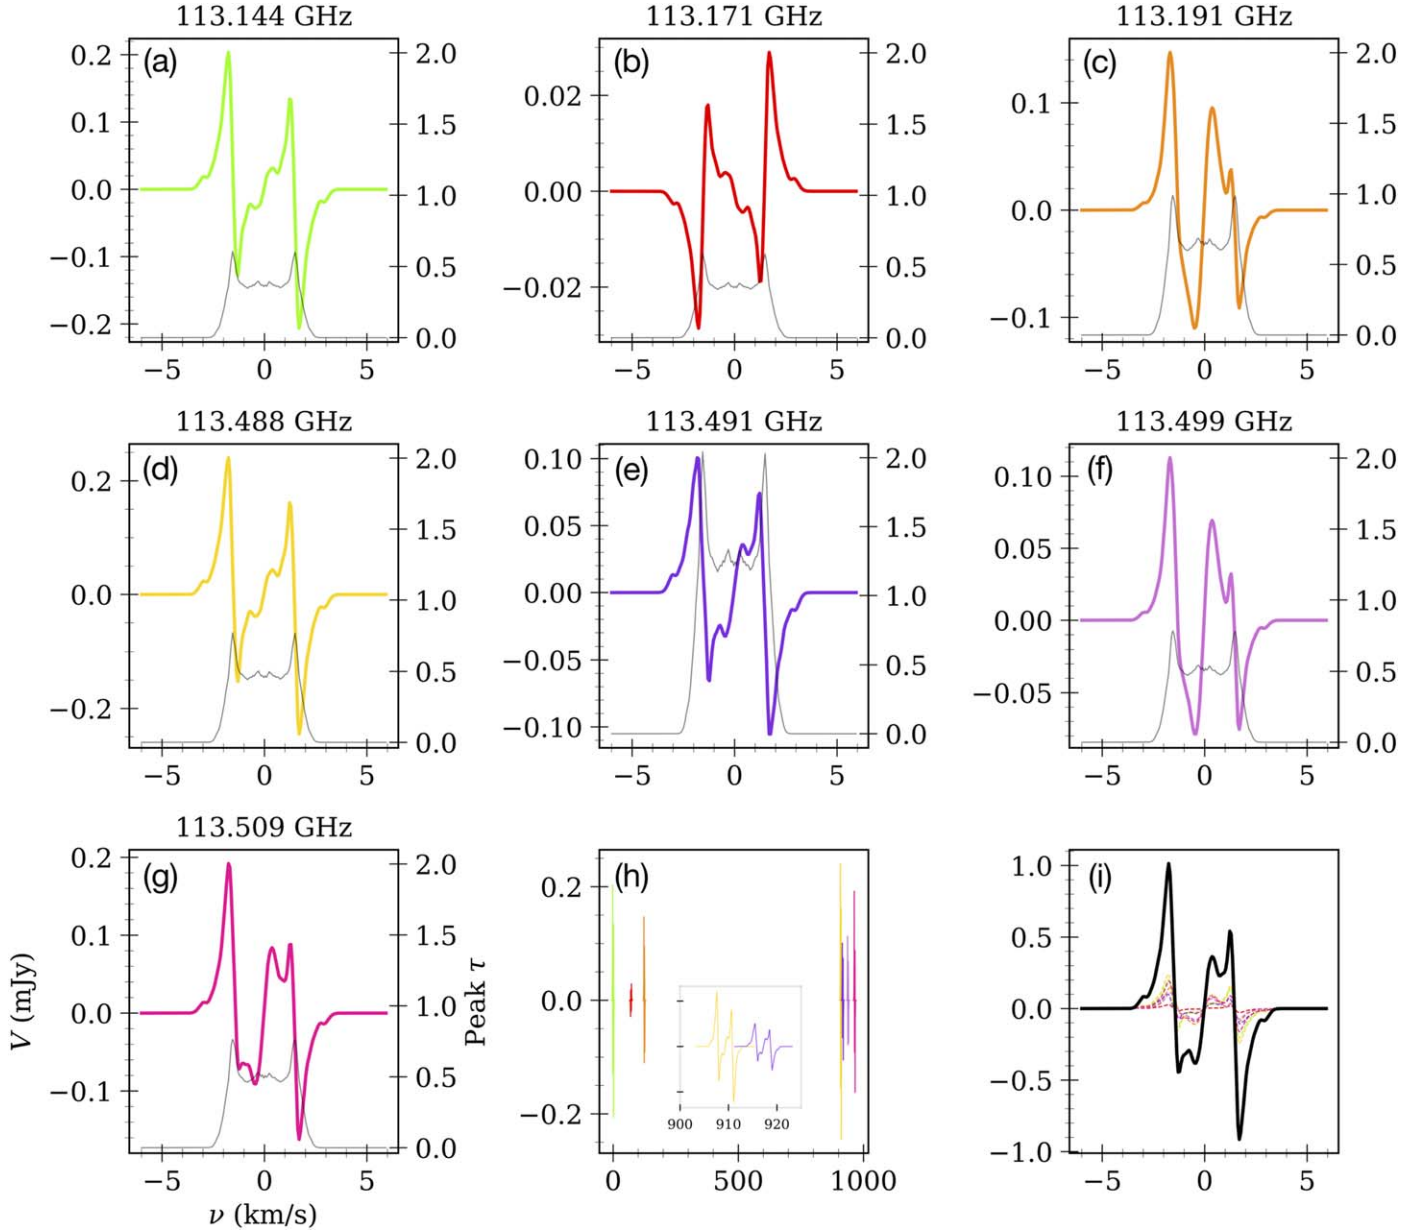 113.144 GHz 113.171 GHz 113.191 GHz
(a) (b) (c)
0.2 0.1 0.0 −0.1 −0.2
2.0 1.5 1.0 0.5 0.0
0.02 0.00 −0.02
2.0 1.5 1.0 0.5 0.0
0.1 0.0 −0.1
2.0 1.5 1.0 0.5 0.0
−5 0 5 −5 0 5 −5 0 5
113.488 GHz 113.491 GHz 113.499 GHz
(d) (e) (f)
0.2 0.0 −0.2
2.0 1.5 1.0 0.5 0.0
0.10 0.05 0.00 −0.05 −0.10
2.0 1.5 1.0 0.5 0.0
0.10 0.05 0.00 −0.05
2.0 1.5 1.0 0.5 0.0
−5 0 5 −5 0 5 −5 0 5
113.509 GHz
(g) (h) (i)
0.2 0.1 0.0 −0.1
V (mJy)
2.0 1.5 1.0 0.5 0.0
Peak τ
0.2 0.0 −0.2
900 910 920
1.0 0.5 0.0 −0.5 −1.0
−5 0 5 0 500 1000 −5 0 5
ν (km/s)